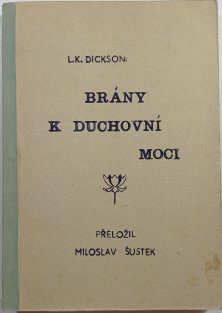 L.K. DICKSON:
BRÁNY
K DUCHOVNÍ
MOCI
PŘELOŽIL
MILOSLAV ŠUSTEK